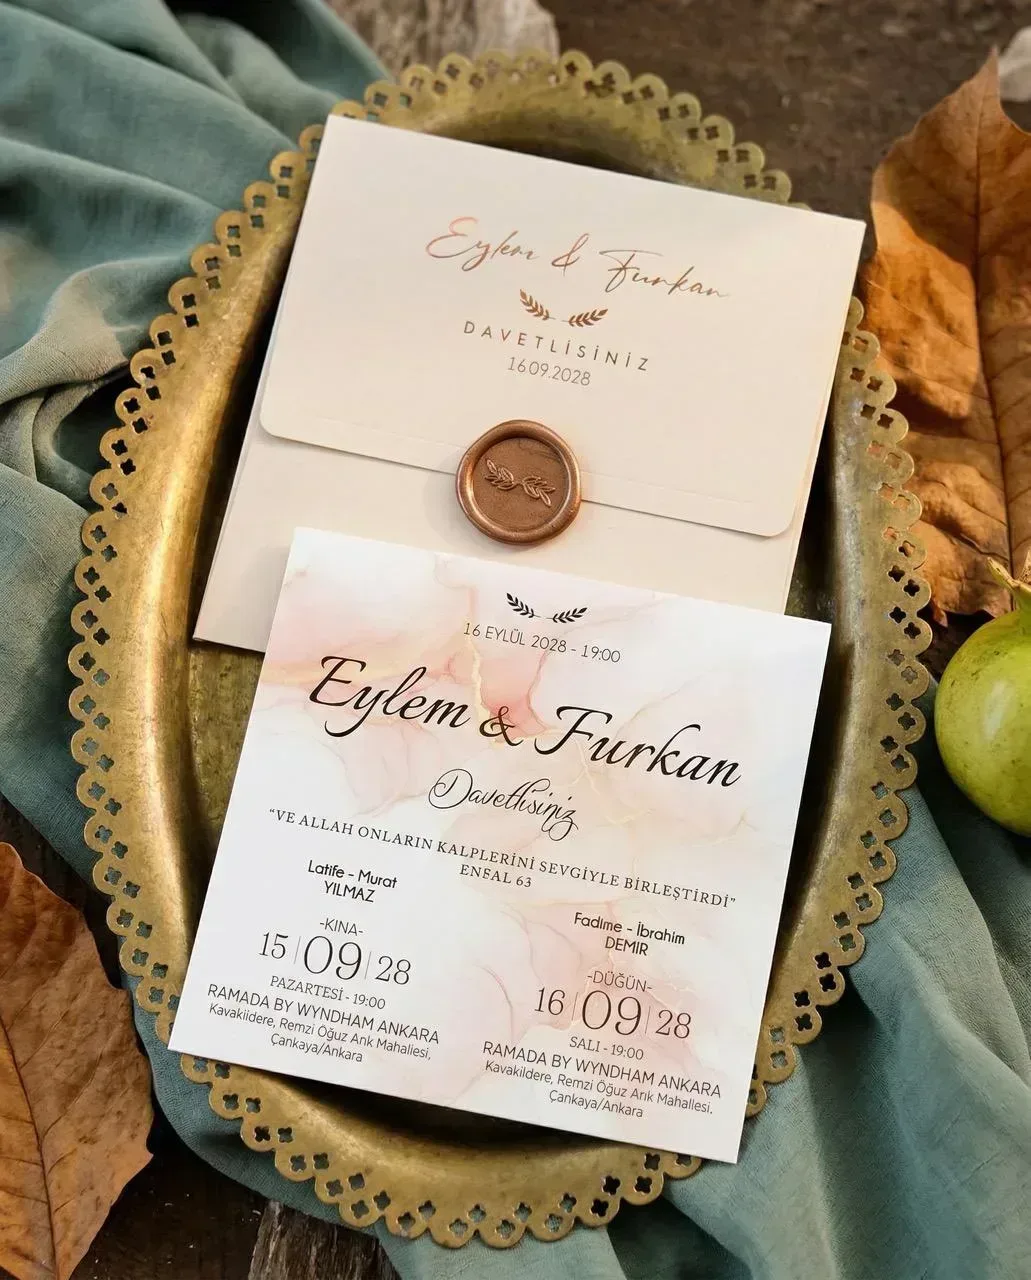 Eylem & Furkan
DAVETLİSİNİZ
16.09.2028
16 EYLÜL 2028 - 19:00
Eylem & Furkan
Davetlisiniz
“VE ALLAH ONLARIN KALPLERİNİ SEVGİYLE BİRLEŞTİRDİ”
ENFAL 63
Latife - Murat
YILMAZ
-KINA-
15 | 09 | 28
PAZARTESİ - 19:00
RAMADA BY WYNDHAM ANKARA
Kavakildere, Remzi Öğuz Arık Mahallesi,
Çankaya/Ankara
Fadime - İbrahim
DEMIR
-DÜĞÜN-
16 | 09 | 28
SALI - 19:00
RAMADA BY WYNDHAM ANKARA
Kavakildere, Remzi Öğuz Arık Mahallesi.
Çankaya/Ankara